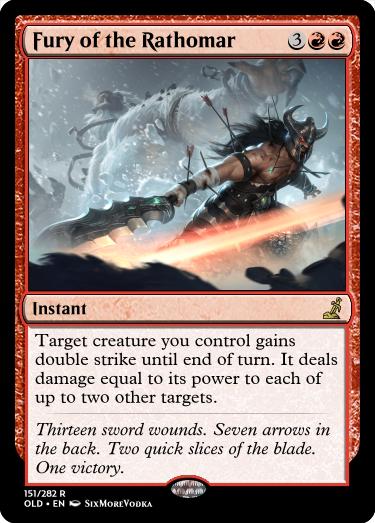 Fury of the Rathomar 3
Instant
Target creature you control gains
double strike until end of turn. It deals
damage equal to its power to each of
up to two other targets.
Thirteen sword wounds. Seven arrows in
the back. Two quick slices of the blade.
One victory.
151/282 R
OLD • EN SixMoreVodka